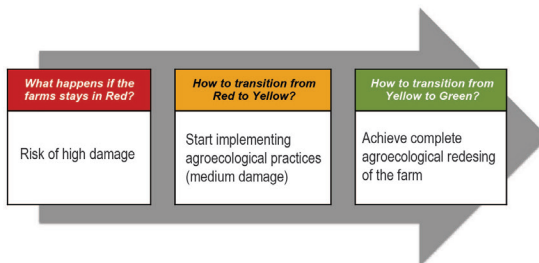 What happens if the
farms stays in Red?
Risk of high damage
How to transition from
Red to Yellow?
Start implementing
agroecological practices
(medium damage)
How to transition from
Yellow to Green?
Achieve complete
agroecological redesing
of the farm